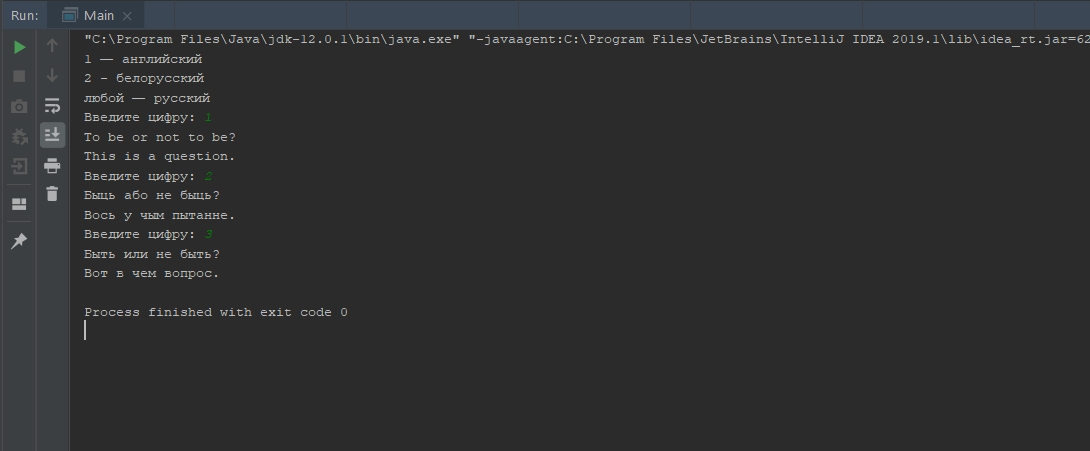 Run: Main
"C:\Program Files\Java\jdk-12.0.1\bin\java.exe" "-javaagent:C:\Program Files\JetBrains\IntelliJ IDEA 2019.1\lib\idea_rt.jar=62
1 — английский
2 - белорусский
любой — русский
Введите цифру: 1
To be or not to be?
This is a question.
Введите цифру: 2
Быць або не быць?
Вось у чым пытанне.
Введите цифру: 3
Быть или не быть?
Вот в чем вопрос.
Process finished with exit code 0